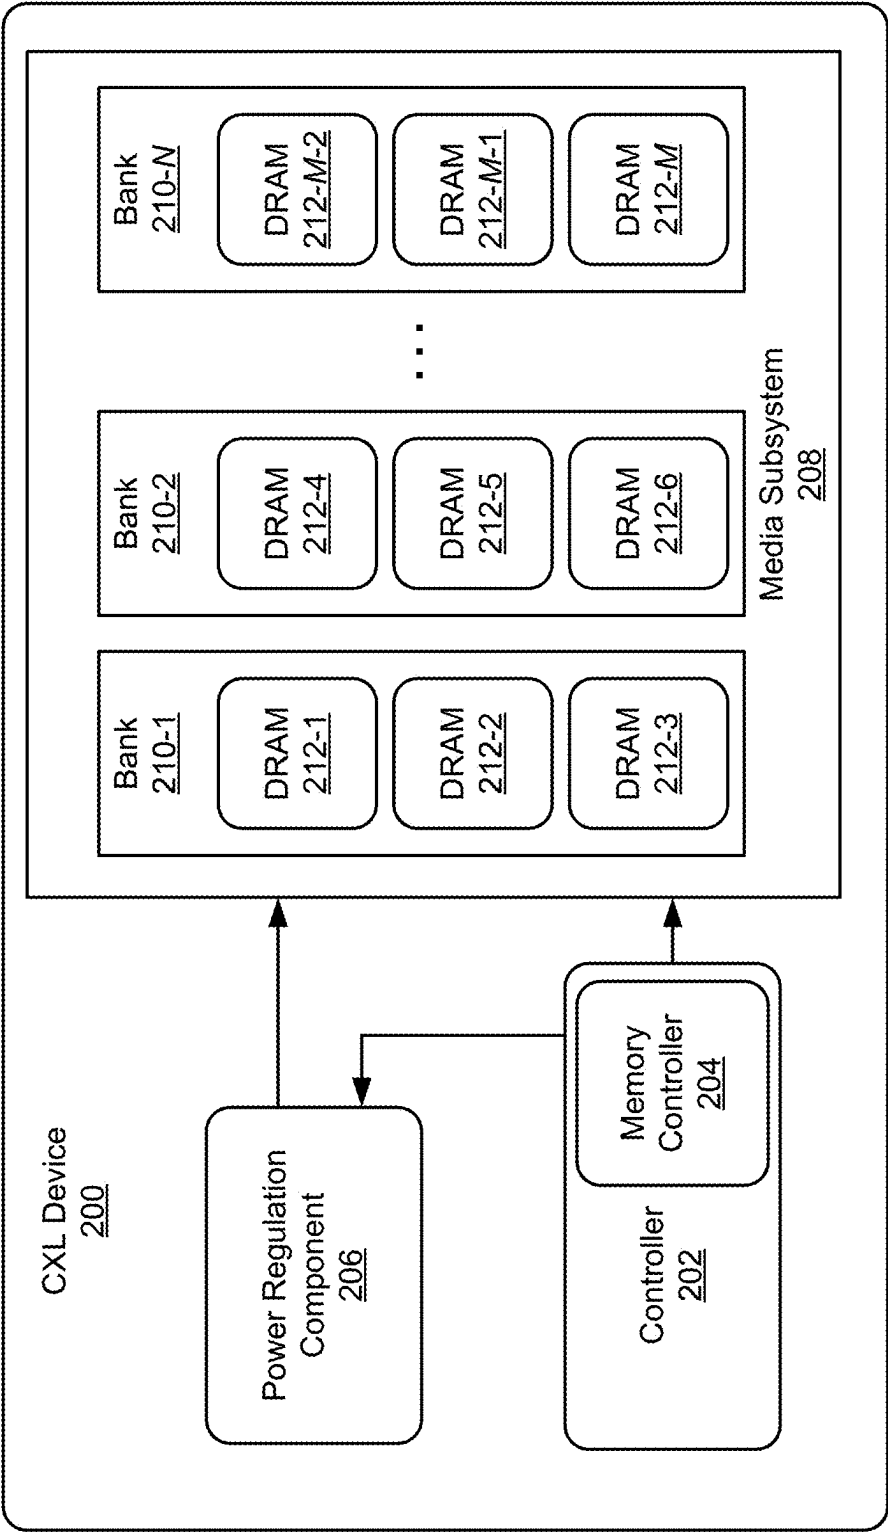 CXL Device
200
Power Regulation
Component
206
Controller
202
Memory
Controller
204
Bank
210-1
DRAM
212-1
DRAM
212-2
DRAM
212-3
Bank
210-2
DRAM
212-4
DRAM
212-5
DRAM
212-6
...
Bank
210-N
DRAM
212-M-2
DRAM
212-M-1
DRAM
212-M
Media Subsystem
208